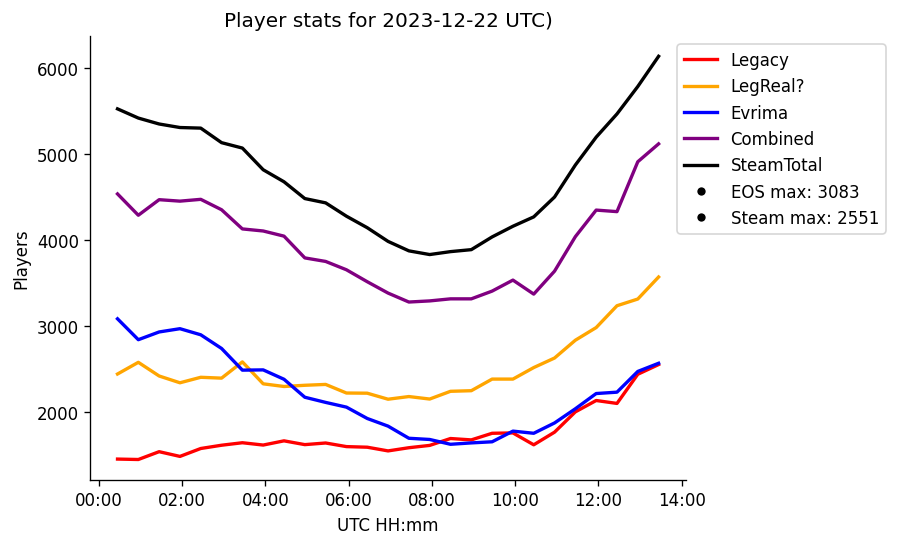 Player stats for 2023-12-22 UTC)
Legacy
LegReal?
Evrima
Combined
SteamTotal
EOS max: 3083
Steam max: 2551
Players
6000
5000
4000
3000
2000
00:00 02:00 04:00 06:00 08:00 10:00 12:00 14:00
UTC HH:mm